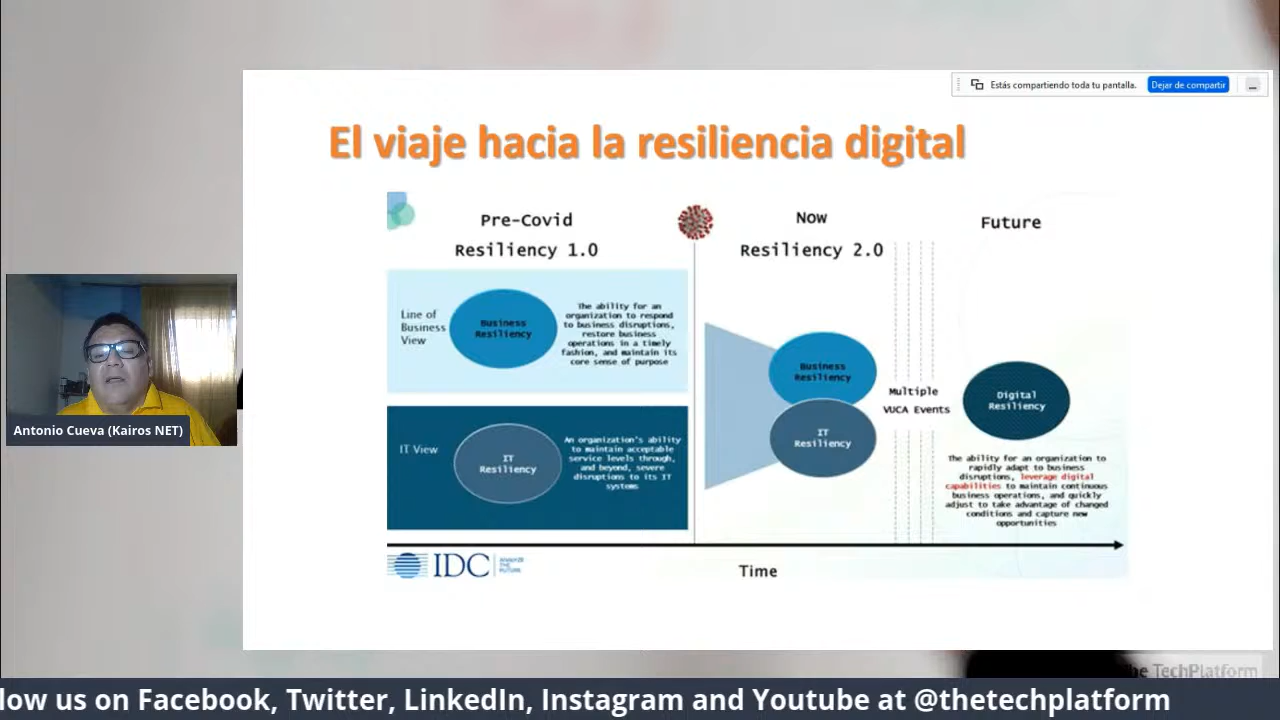 Estás compartiendo toda tu pantalla.
Dejar de compartir
...
El viaje hacia la resiliencia digital
Pre-Covid
Resiliency 1.0
Now
Resiliency 2.0
Future
Line of
Business
View
Business
Resiliency
The ability for an
organization to respond
to business disruptions,
restore business
operations in a timely
fashion, and maintain its
core sense of purpose
IT View
IT
Resiliency
An organization's ability
to maintain acceptable
service levels through,
and beyond, severe
disruptions to its IT
systems
Business
Resiliency
IT
Resiliency
Multiple
VUCA Events
Digital
Resiliency
The ability for an organization to
rapidly adapt to business
disruptions, leverage digital
capabilities to maintain continuous
business operations, and quickly
adjust to take advantage of changed
conditions and capture new
opportunities
IDC
ANALYZE
THE
FUTURE
Time
Antonio Cueva (Kairos NET)
The TechPlatform
low us on Facebook, Twitter, LinkedIn, Instagram and Youtube at @thetechplatform